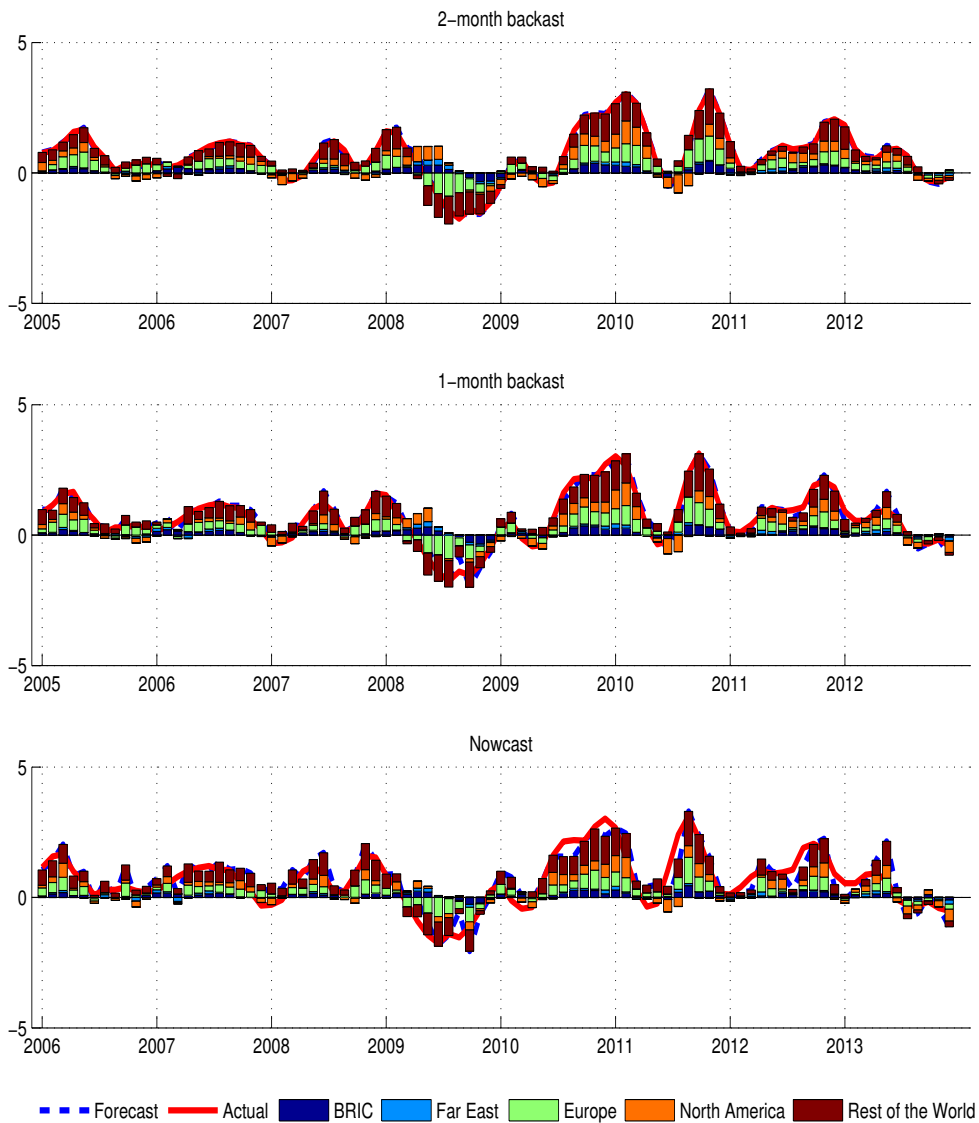 2−month backast
5
0
−5
2005 2006 2007 2008 2009 2010 2011 2012
1−month backast
5
0
−5
2005 2006 2007 2008 2009 2010 2011 2012
Nowcast
5
0
−5
2006 2007 2008 2009 2010 2011 2012 2013
Forecast Actual BRIC Far East Europe North America Rest of the World